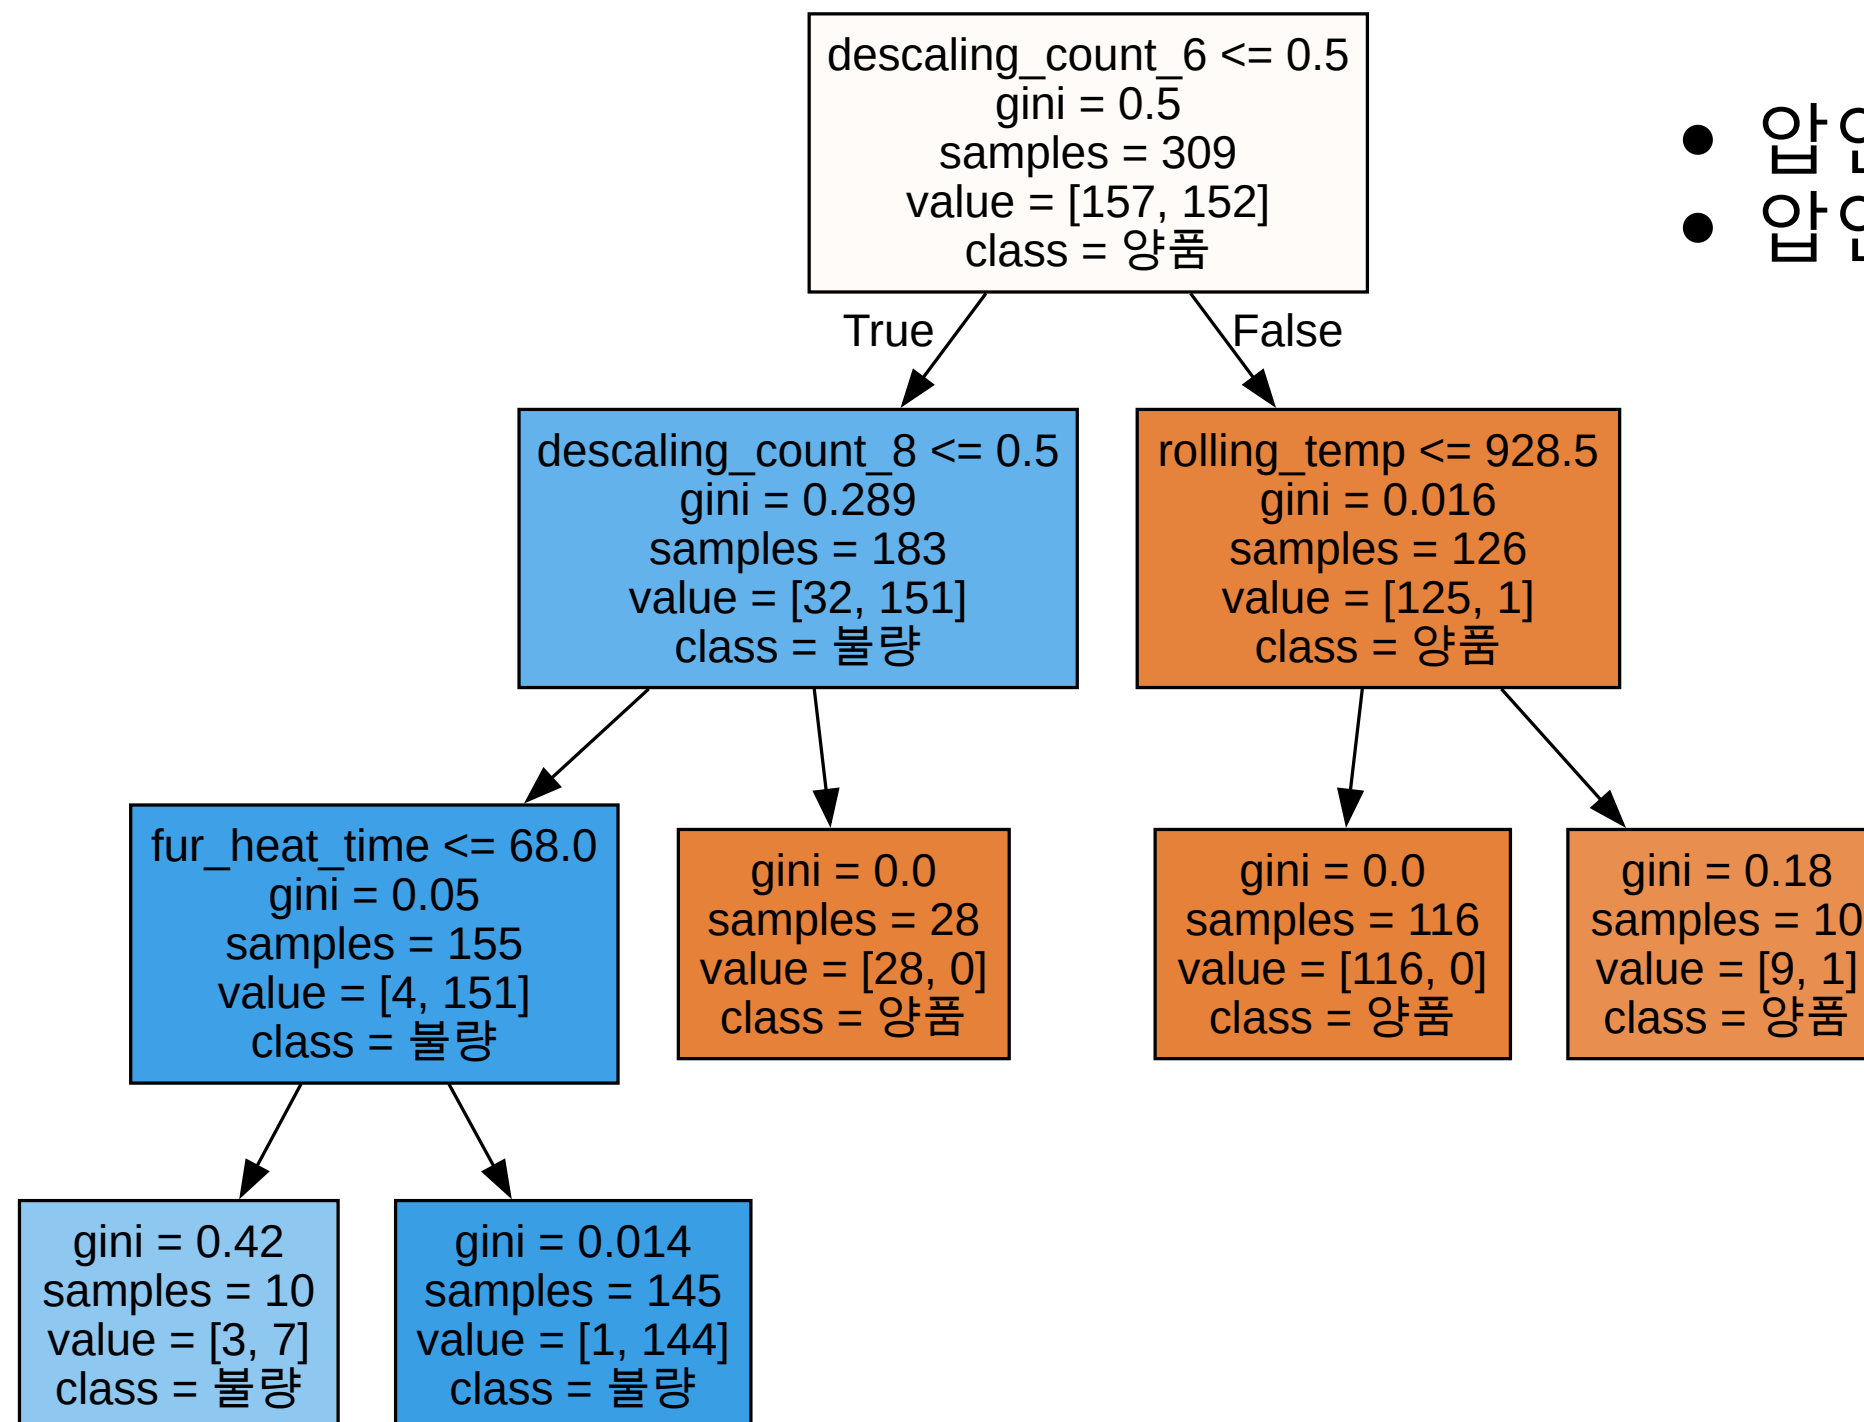 descaling_count_6 <= 0.5
gini = 0.5
samples = 309
value = [157, 152]
class = 양품
True
False
descaling_count_8 <= 0.5
gini = 0.289
samples = 183
value = [32, 151]
class = 불량
rolling_temp <= 928.5
gini = 0.016
samples = 126
value = [125, 1]
class = 양품
fur_heat_time <= 68.0
gini = 0.05
samples = 155
value = [4, 151]
class = 불량
gini = 0.0
samples = 28
value = [28, 0]
class = 양품
gini = 0.0
samples = 116
value = [116, 0]
class = 양품
gini = 0.18
samples = 10
value = [9, 1]
class = 양품
gini = 0.42
samples = 10
value = [3, 7]
class = 불량
gini = 0.014
samples = 145
value = [1, 144]
class = 불량